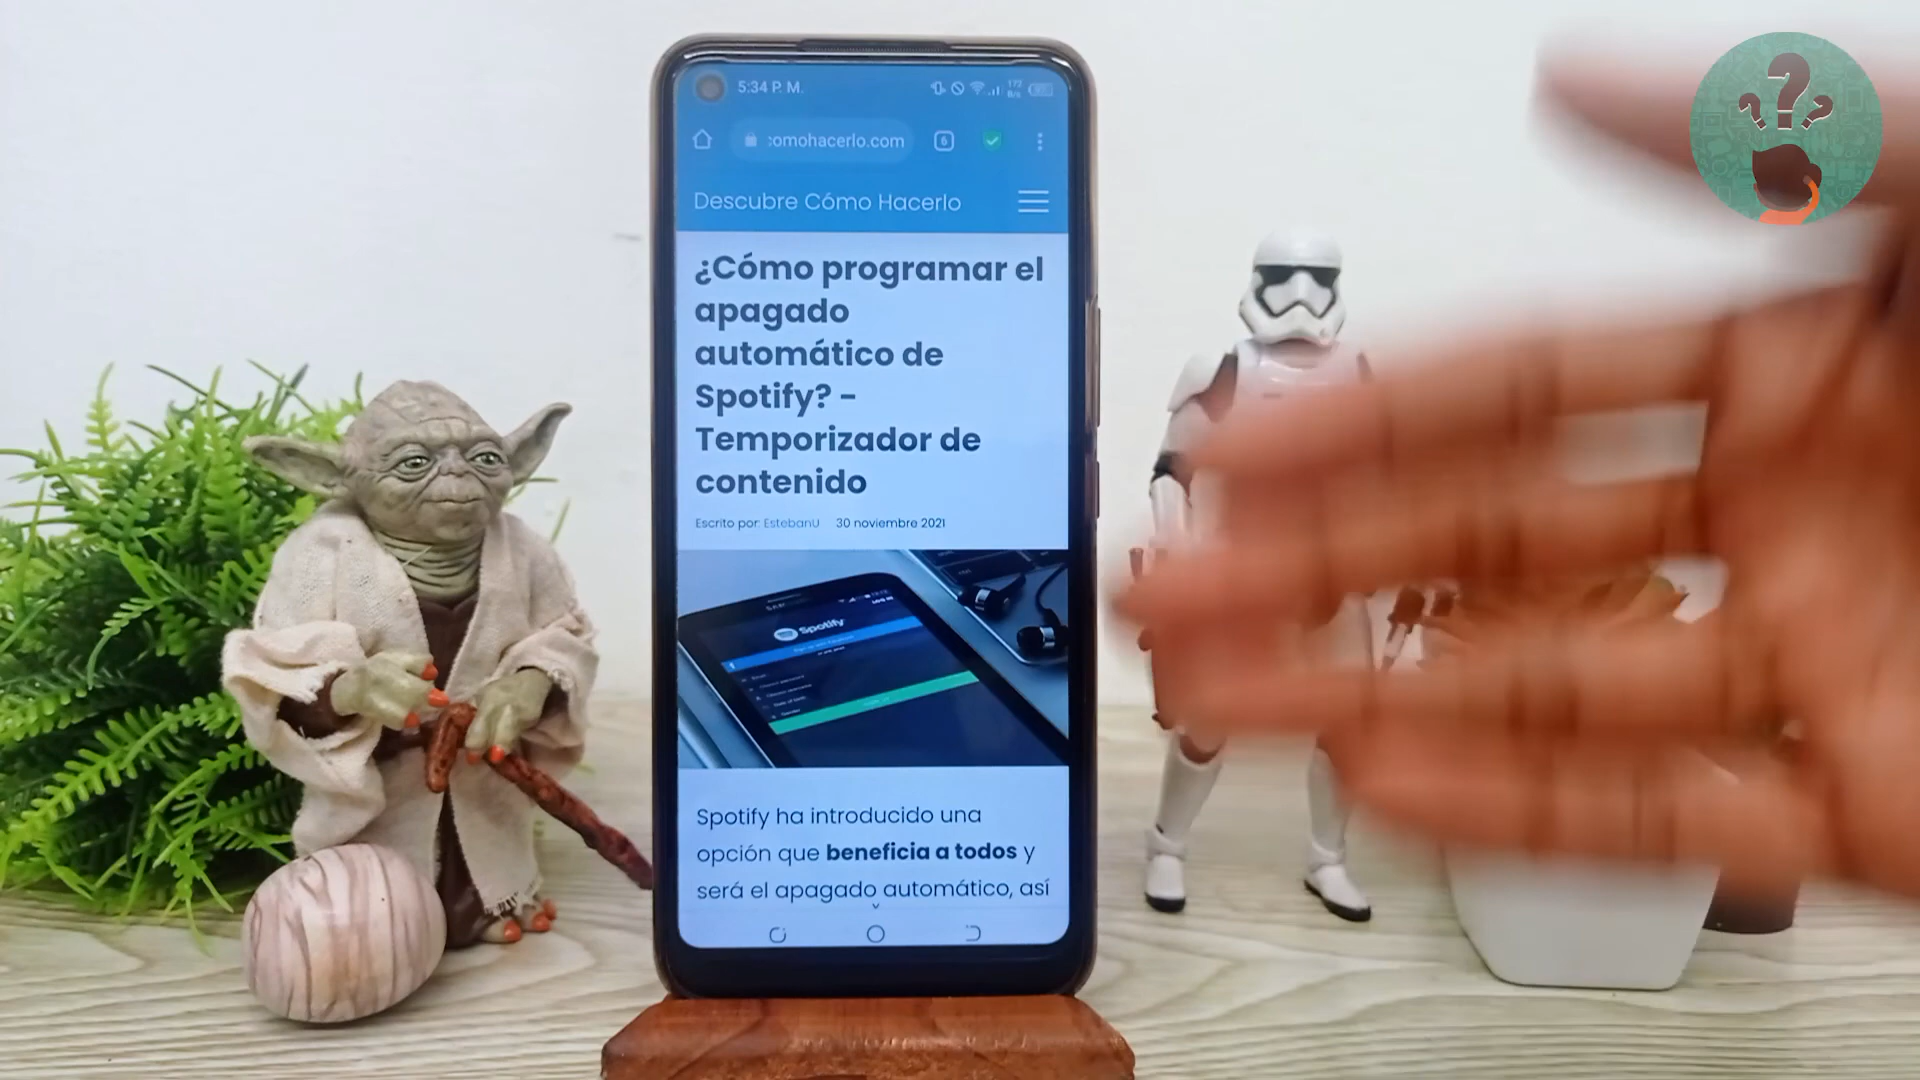 5:34 P. M.
:omohacerlo.com
6
Descubre Cómo Hacerlo
¿Cómo programar el
apagado
automático de
Spotify? -
Temporizador de
contenido
Escrito por: EstebanU 30 noviembre 2021
Spotify
Spotify ha introducido una
opción que beneficia a todos y
será el apagado automático, así